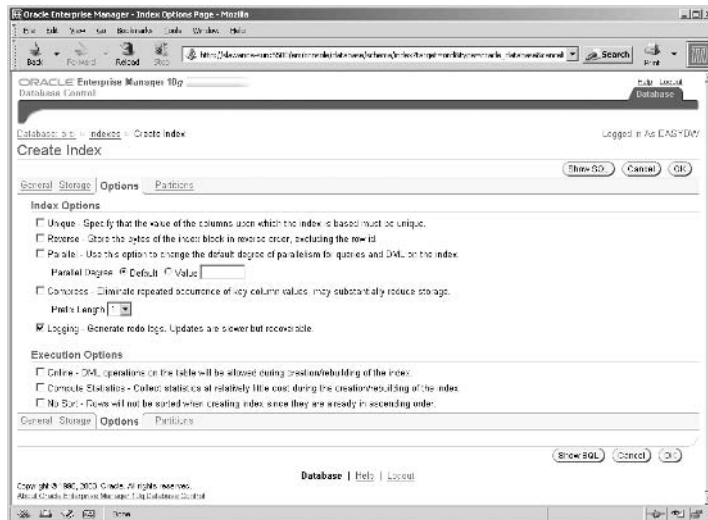 Oracle Enterprise Manager - Index Options Page - Mozilla
File Edit View Go Bookmarks Tools Window Help
Back Forward Reload Stop Search Print
ORACLE Enterprise Manager 10g
Database Control
Help Logout
Database
Indexes > Create Index
Logged in As EASYDW
Create Index
Show SQL Cancel OK
General Storage Options Partitions
Index Options
Unique - Specify that the value of the columns upon which the index is based must be unique.
Reverse - Store the bytes of the index block in reverse order, excluding the rowid.
Parallel - Use this option to change the default degree of parallelism for queries and DML on the index.
Parallel Degree Default Value
Compress - Eliminate repeated occurrence of key column values, may substantially reduce storage.
Prefix Length 1
Logging - Generate redo logs. Updates are slower but recoverable.
Execution Options
Online - DML operations on the table will be allowed during creation/rebuilding of the index.
Compute Statistics - Collect statistics at relatively little cost during the creation/rebuilding of the index.
No Sort - Rows will not be sorted when creating index since they are already in ascending order.
General Storage Options Partitions
Show SQL Cancel OK
Database | Help | Logout
Copyright © 1996, 2003, Oracle. All rights reserved.
About Oracle Enterprise Manager 10g Database Control
Done